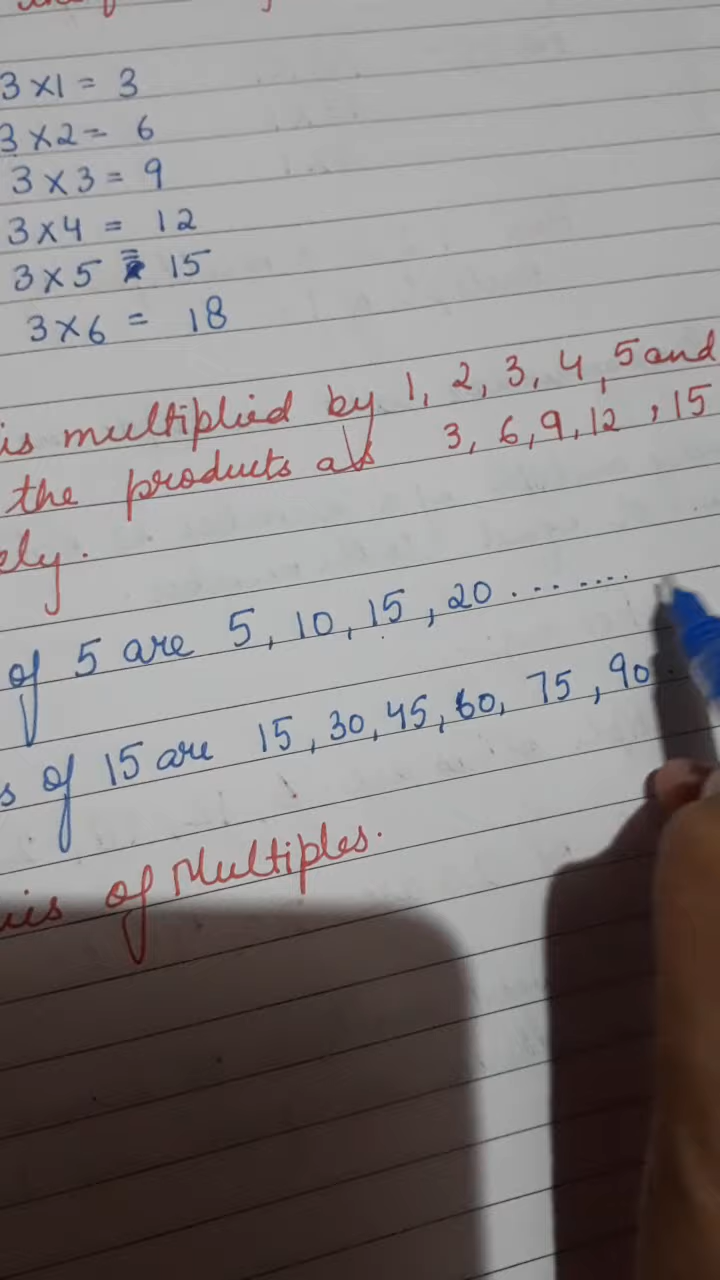 3 × 1 = 3
3 × 2 = 6
3 × 3 = 9
3 × 4 = 12
3 × 5 = 15
3 × 6 = 18
is multiplied by 1, 2, 3, 4, 5 and
the products as 3, 6, 9, 12, 15
ely.
of 5 are 5, 10, 15, 20 ........
s of 15 are 15, 30, 45, 60, 75, 90
of Multiples.